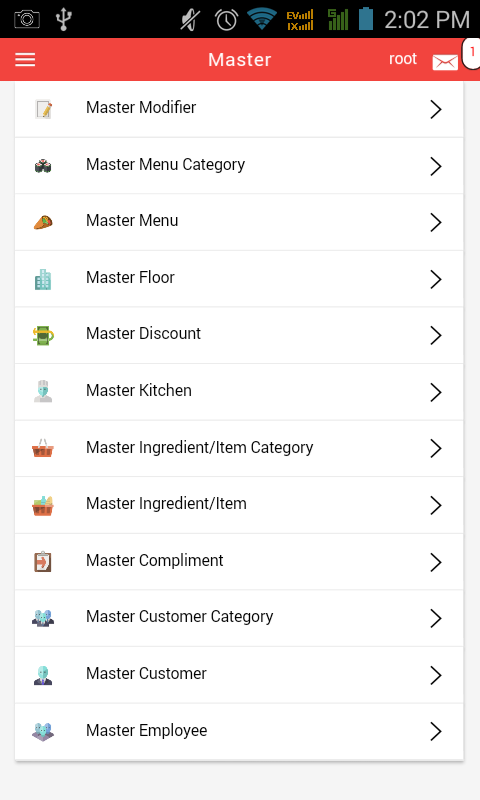 EV G 2:02 PM
IX
Master root 1
Master Modifier
Master Menu Category
Master Menu
Master Floor
Master Discount
Master Kitchen
Master Ingredient/Item Category
Master Ingredient/Item
Master Compliment
Master Customer Category
Master Customer
Master Employee